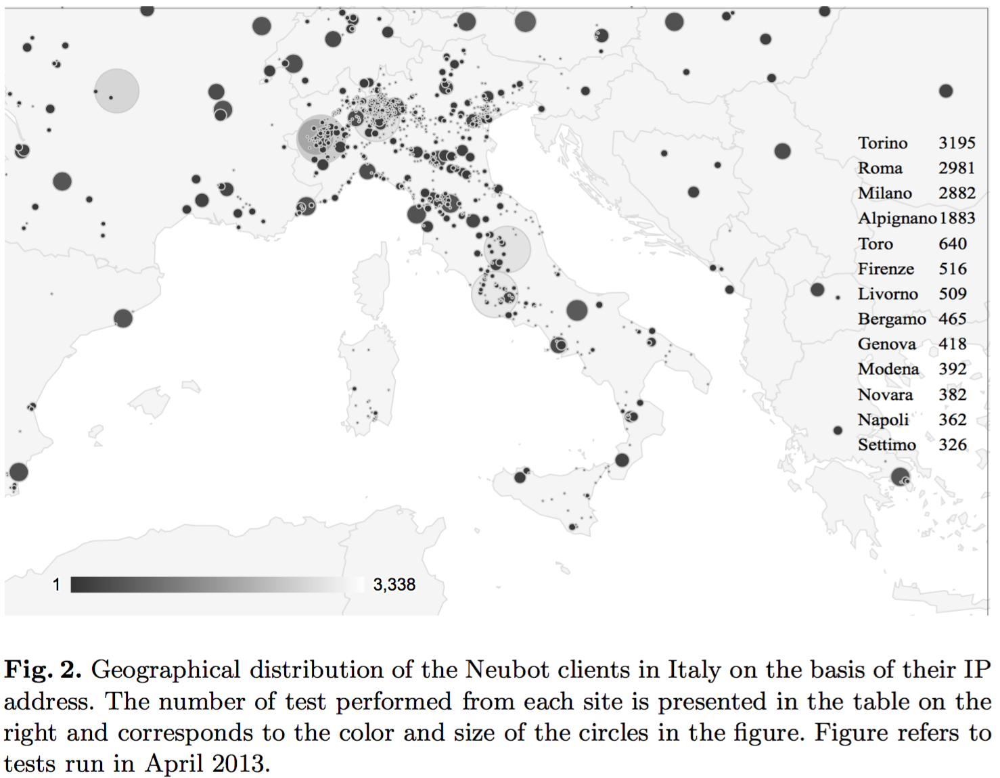 Torino 3195
Roma 2981
Milano 2882
Alpignano 1883
Toro 640
Firenze 516
Livorno 509
Bergamo 465
Genova 418
Modena 392
Novara 382
Napoli 362
Settimo 326
1 3,338
Fig. 2. Geographical distribution of the Neubot clients in Italy on the basis of their IP
address. The number of test performed from each site is presented in the table on the
right and corresponds to the color and size of the circles in the figure. Figure refers to
tests run in April 2013.